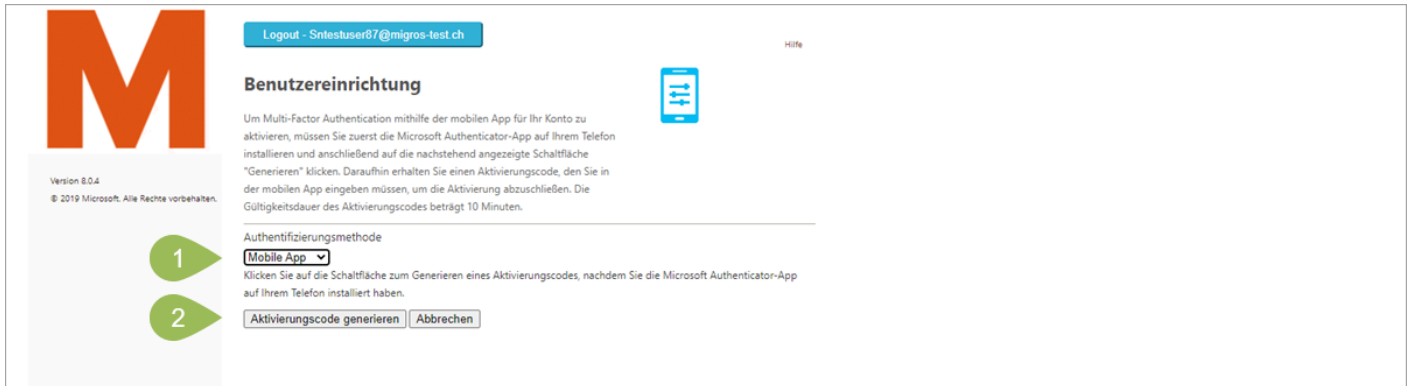 M
Logout - Sntestuser87@migros-test.ch
Hilfe
Benutzereinrichtung
Um Multi-Factor Authentication mithilfe der mobilen App für Ihr Konto zu
aktivieren, müssen Sie zuerst die Microsoft Authenticator-App auf Ihrem Telefon
installieren und anschließend auf die nachstehend angezeigte Schaltfläche
"Generieren" klicken. Daraufhin erhalten Sie einen Aktivierungscode, den Sie in
der mobilen App eingeben müssen, um die Aktivierung abzuschließen. Die
Gültigkeitsdauer des Aktivierungscodes beträgt 10 Minuten.
Version 8.0.4
© 2019 Microsoft. Alle Rechte vorbehalten.
Authentifizierungsmethode
1
Mobile App
Klicken Sie auf die Schaltfläche zum Generieren eines Aktivierungscodes, nachdem Sie die Microsoft Authenticator-App
auf Ihrem Telefon installiert haben.
2
Aktivierungscode generieren Abbrechen